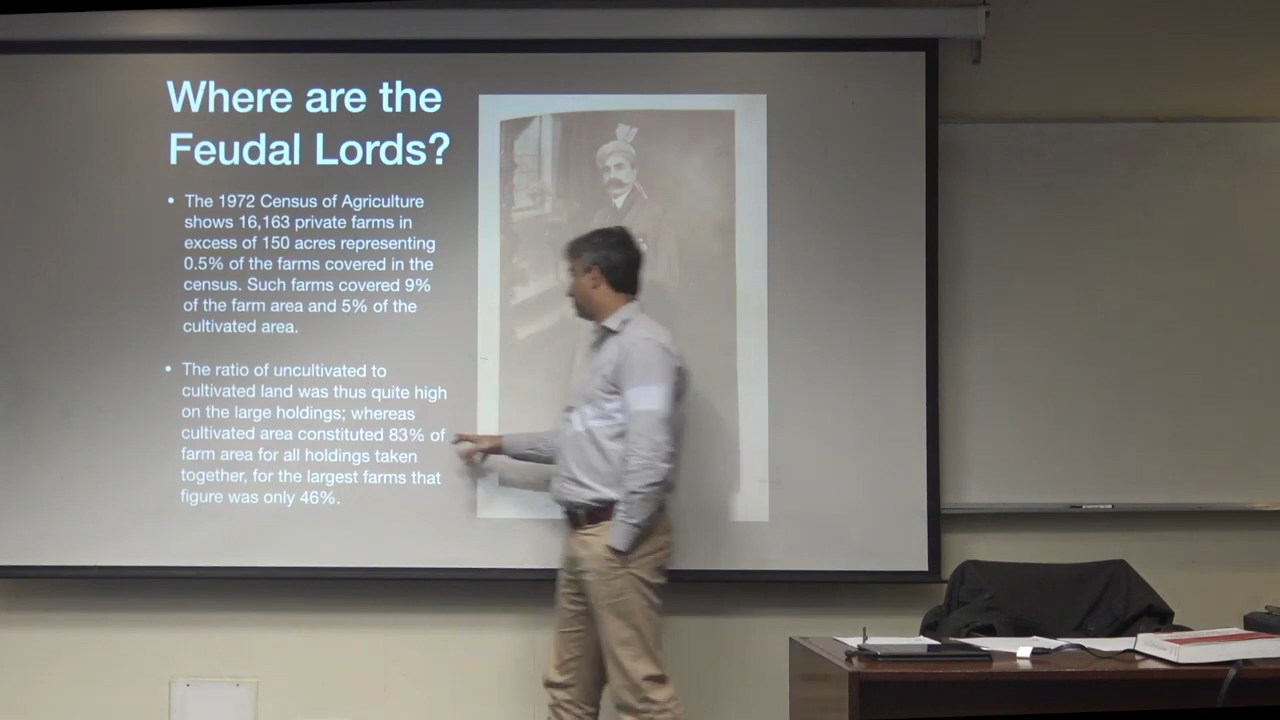 Where are the
Feudal Lords?
• The 1972 Census of Agriculture
shows 16,163 private farms in
excess of 150 acres representing
0.5% of the farms covered in the
census. Such farms covered 9%
of the farm area and 5% of the
cultivated area.
• The ratio of uncultivated to
cultivated land was thus quite high
on the large holdings; whereas
cultivated area constituted 83% of
farm area for all holdings taken
together, for the largest farms that
figure was only 46%.